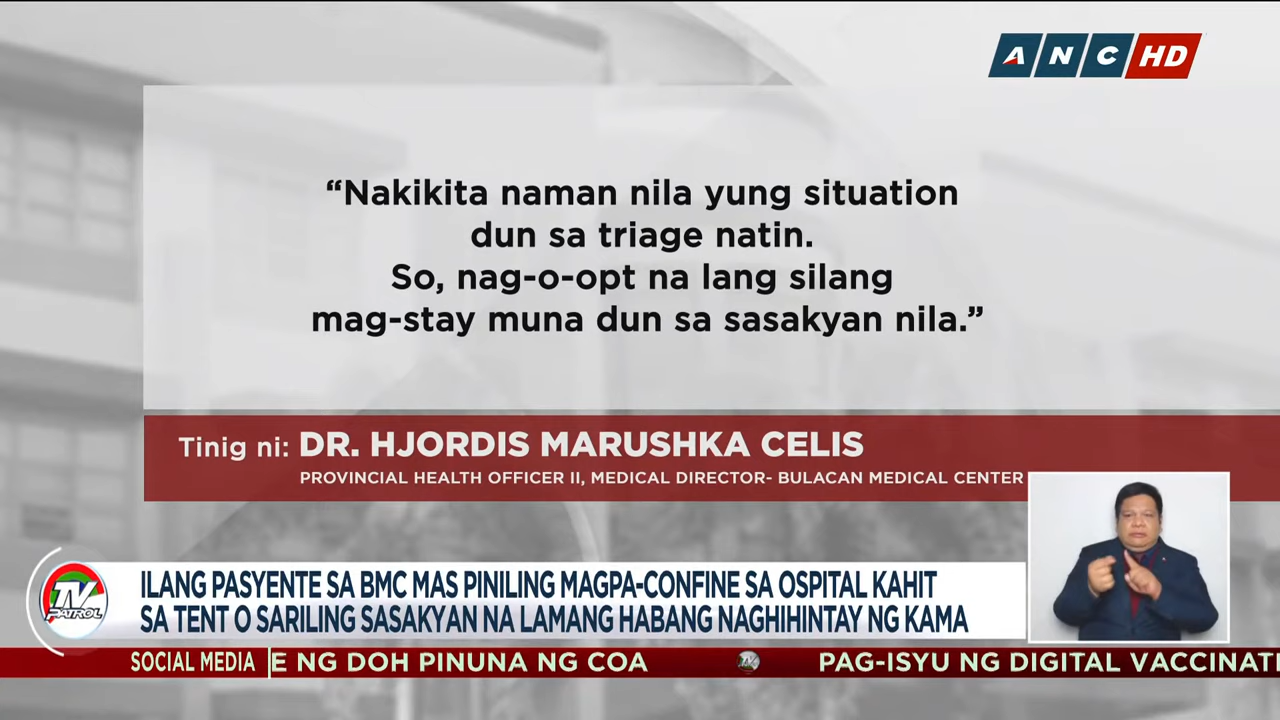 ANC HD
“Nakikita naman nila yung situation
dun sa triage natin.
So, nag-o-opt na lang silang
mag-stay muna dun sa sasakyan nila.”
Tinig ni: DR. HJORDIS MARUSHKA CELIS
PROVINCIAL HEALTH OFFICER II, MEDICAL DIRECTOR- BULACAN MEDICAL CENTER
TV PATROL
ILANG PASYENTE SA BMC MAS PINILING MAGPA-CONFINE SA OSPITAL KAHIT
SA TENT O SARILING SASAKYAN NA LAMANG HABANG NAGHIHINTAY NG KAMA
SOCIAL MEDIA E NG DOH PINUNA NG COA PAG-ISYU NG DIGITAL VACCINATI